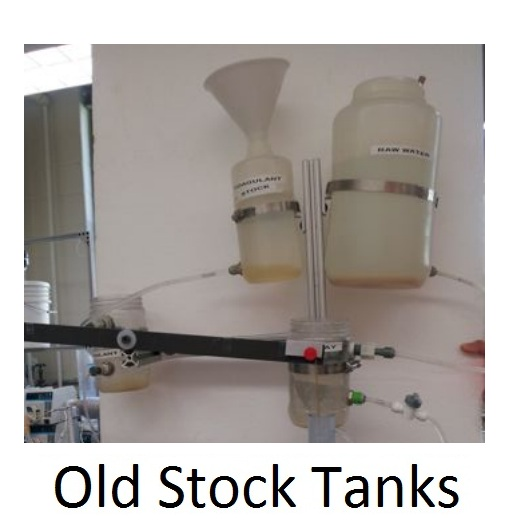 COAGULANT
STOCK
RAW WATER
Old Stock Tanks